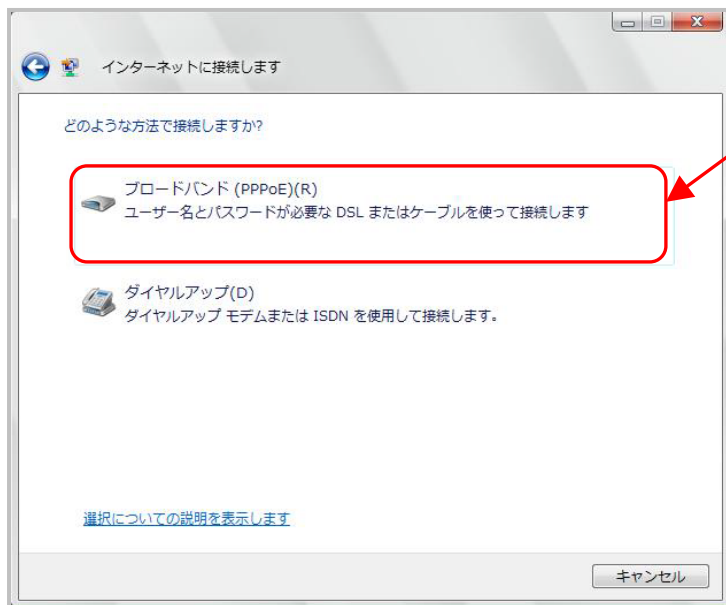 インターネットに接続します
どのような方法で接続しますか?
ブロードバンド (PPPoE)(R)
ユーザー名とパスワードが必要な DSL またはケーブルを使って接続します
ダイヤルアップ(D)
ダイヤルアップ モデムまたは ISDN を使用して接続します。
選択についての説明を表示します
キャンセル